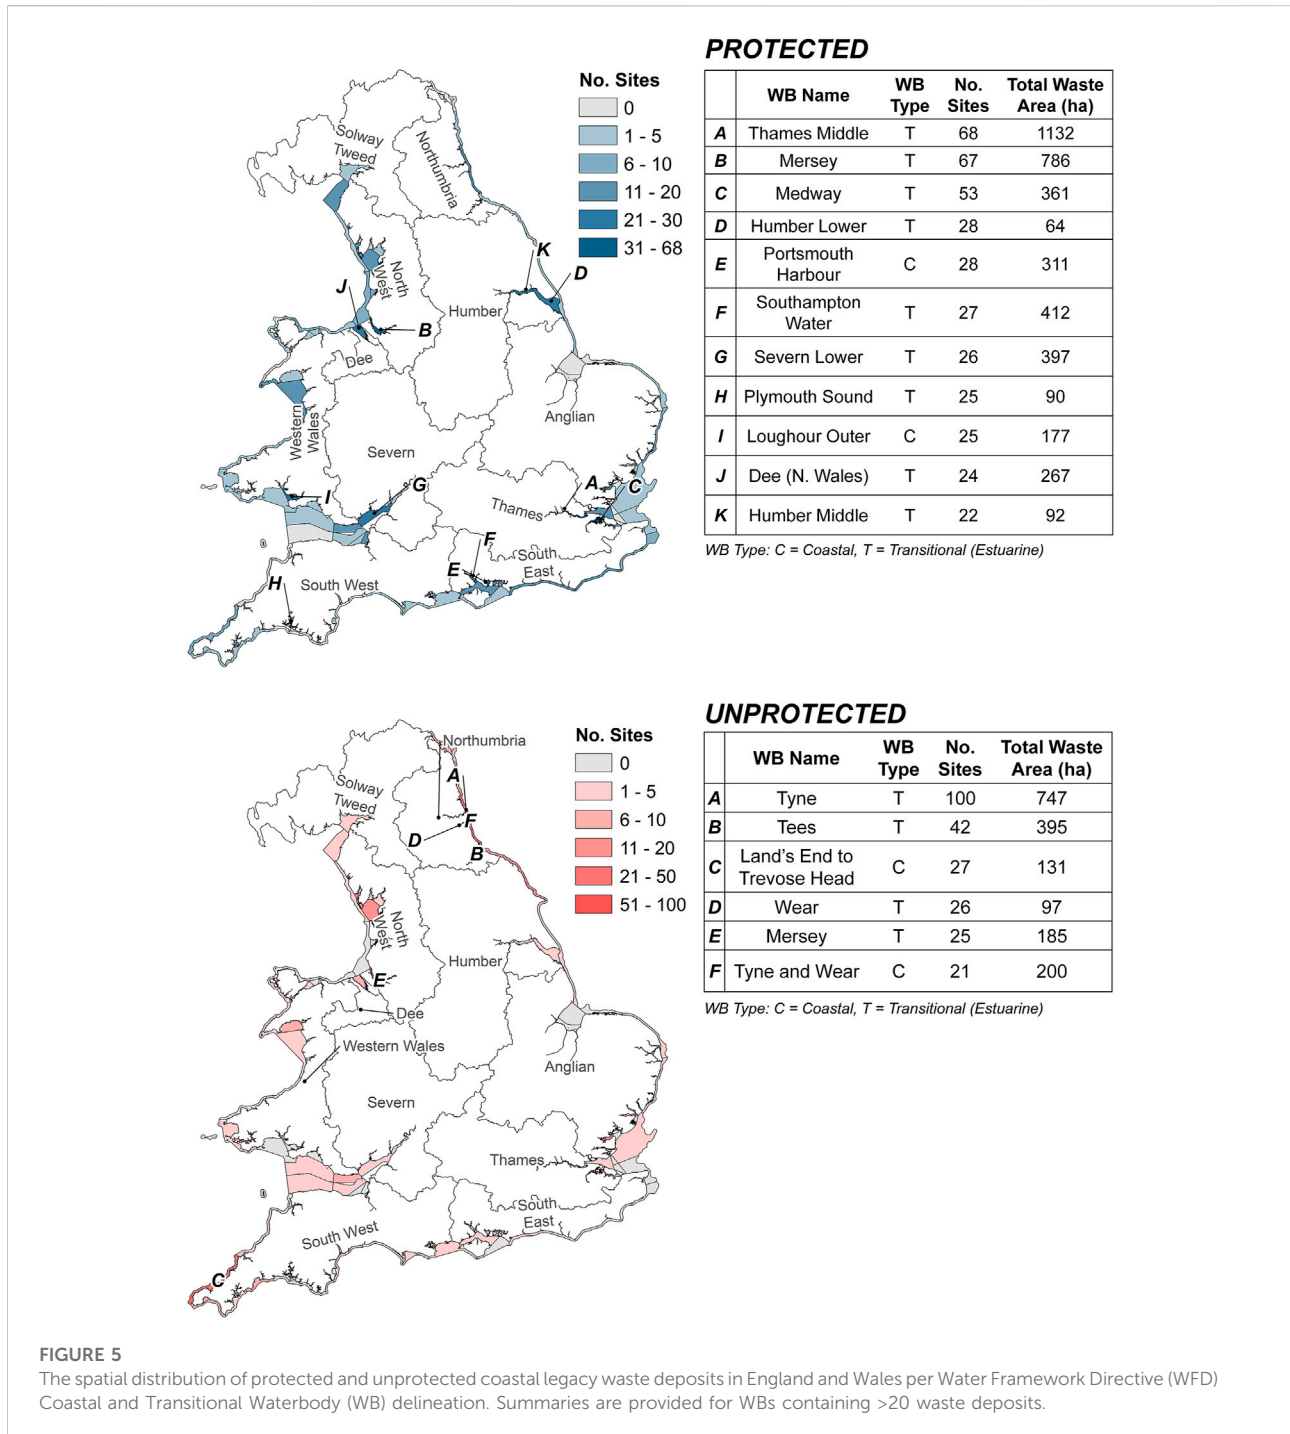 PROTECTED
No. Sites
0
1 - 5
6 - 10
11 - 20
21 - 30
31 - 68
Solway
Tweed
Northumbria
North
West
Humber
Dee
Western
Wales
Severn
Anglian
Thames
South
East
South West
K
D
J
B
A
C
G
I
F
E
H
WB Name WB Type No. Sites Total Waste Area (ha)
A Thames Middle T 68 1132
B Mersey T 67 786
C Medway T 53 361
D Humber Lower T 28 64
E Portsmouth Harbour C 28 311
F Southampton Water T 27 412
G Severn Lower T 26 397
H Plymouth Sound T 25 90
I Loughour Outer C 25 177
J Dee (N. Wales) T 24 267
K Humber Middle T 22 92
WB Type: C = Coastal, T = Transitional (Estuarine)
UNPROTECTED
No. Sites
0
1 - 5
6 - 10
11 - 20
21 - 50
51 - 100
Northumbria
Solway
Tweed
North
West
Humber
Dee
Western Wales
Severn
Anglian
Thames
South
East
South West
A
F
D
B
E
C
WB Name WB Type No. Sites Total Waste Area (ha)
A Tyne T 100 747
B Tees T 42 395
C Land's End to Trevose Head C 27 131
D Wear T 26 97
E Mersey T 25 185
F Tyne and Wear C 21 200
WB Type: C = Coastal, T = Transitional (Estuarine)
FIGURE 5
The spatial distribution of protected and unprotected coastal legacy waste deposits in England and Wales per Water Framework Directive (WFD)
Coastal and Transitional Waterbody (WB) delineation. Summaries are provided for WBs containing >20 waste deposits.